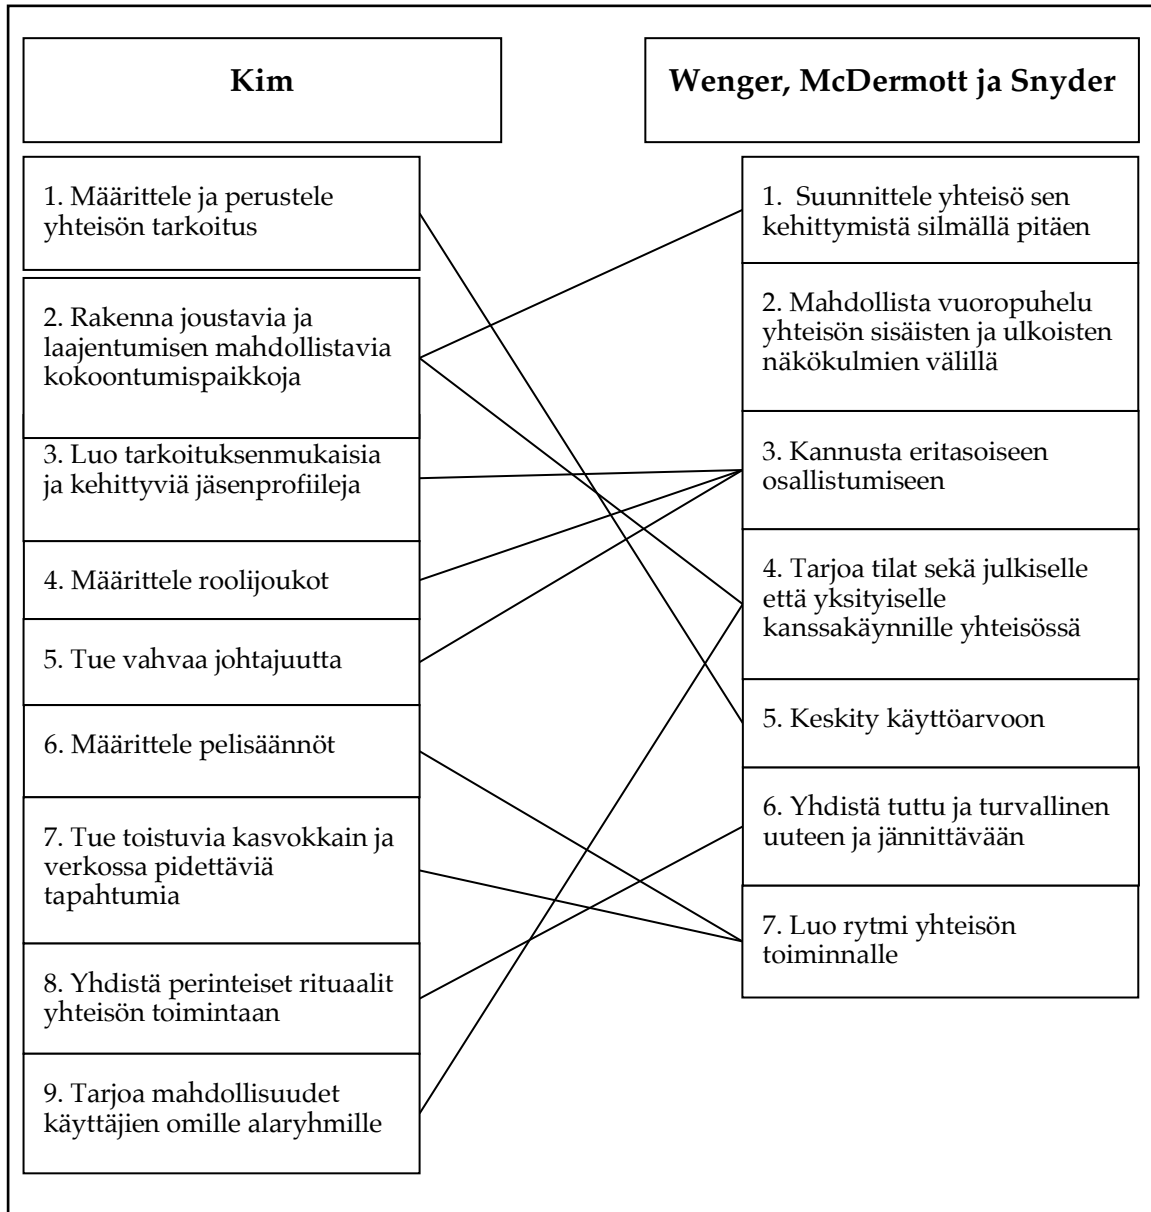 Kim
1. Määrittele ja perustele
yhteisön tarkoitus
2. Rakenna joustavia ja
laajentumisen mahdollistavia
kokoontumispaikkoja
3. Luo tarkoituksenmukaisia
ja kehittyviä jäsenprofiileja
4. Määrittele roolijoukot
5. Tue vahvaa johtajuutta
6. Määrittele pelisäännöt
7. Tue toistuvia kasvokkain ja
verkossa pidettäviä
tapahtumia
8. Yhdistä perinteiset rituaalit
yhteisön toimintaan
9. Tarjoa mahdollisuudet
käyttäjien omille alaryhmille
Wenger, McDermott ja Snyder
1. Suunnittele yhteisö sen
kehittymistä silmällä pitäen
2. Mahdollista vuoropuhelu
yhteisön sisäisten ja ulkoisten
näkökulmien välillä
3. Kannusta eritasoiseen
osallistumiseen
4. Tarjoa tilat sekä julkiselle
että yksityiselle
kanssakäynnille yhteisössä
5. Keskity käyttöarvoon
6. Yhdistä tuttu ja turvallinen
uuteen ja jännittävään
7. Luo rytmi yhteisön
toiminnalle